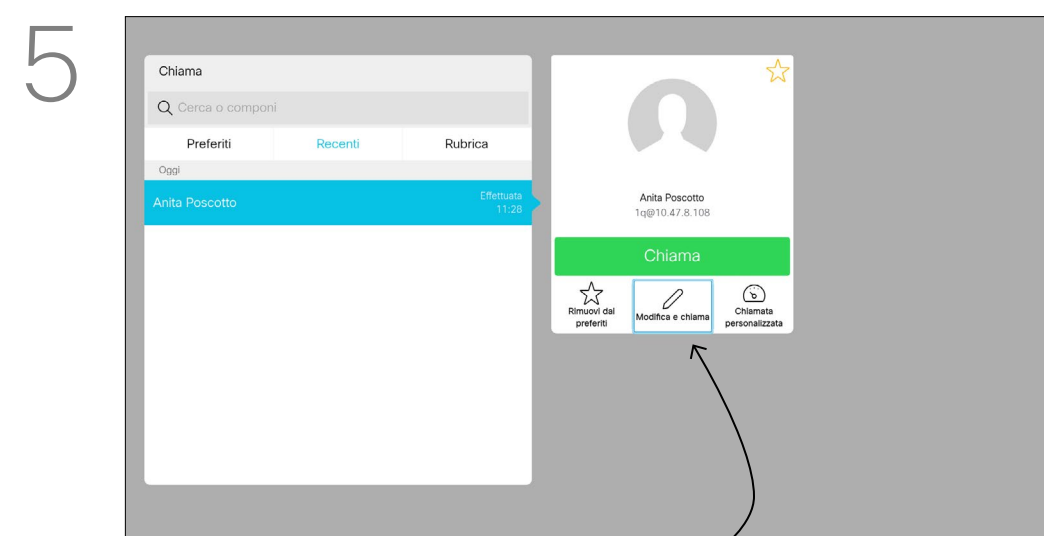 5
Chiama
Cerca o componi
Preferiti Recenti Rubrica
Oggi
Anita Poscotto Effettuata
11:28
Anita Poscotto
1q@10.47.8.108
Chiama
Rimuovi dai
preferiti
Modifica e chiama
Chiamata
personalizzata